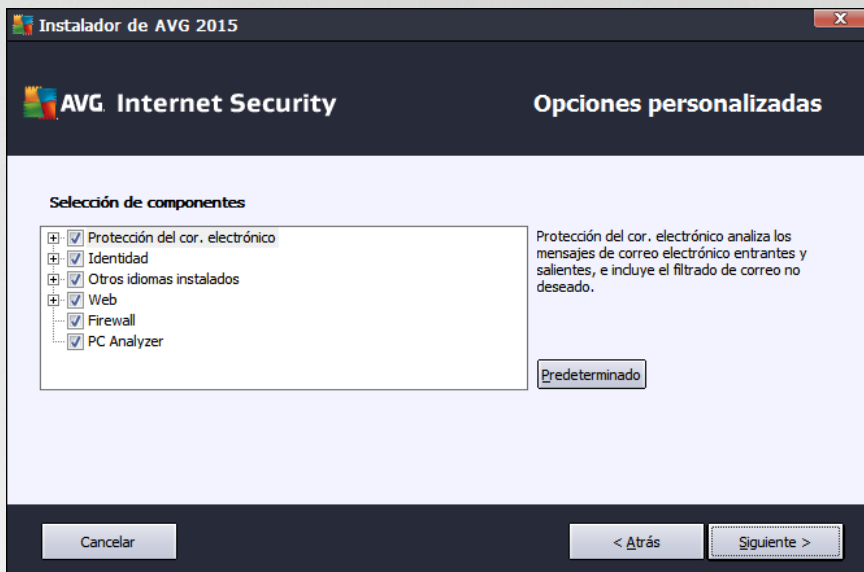 Instalador de AVG 2015
X
AVG. Internet Security
Opciones personalizadas
Selección de componentes
Protección del cor. electrónico
Identidad
Otros idiomas instalados
Web
Firewall
PC Analyzer
Protección del cor. electrónico analiza los
mensajes de correo electrónico entrantes y
salientes, e incluye el filtrado de correo no
deseado.
Predeterminado
Cancelar
< Atrás
Siguiente >